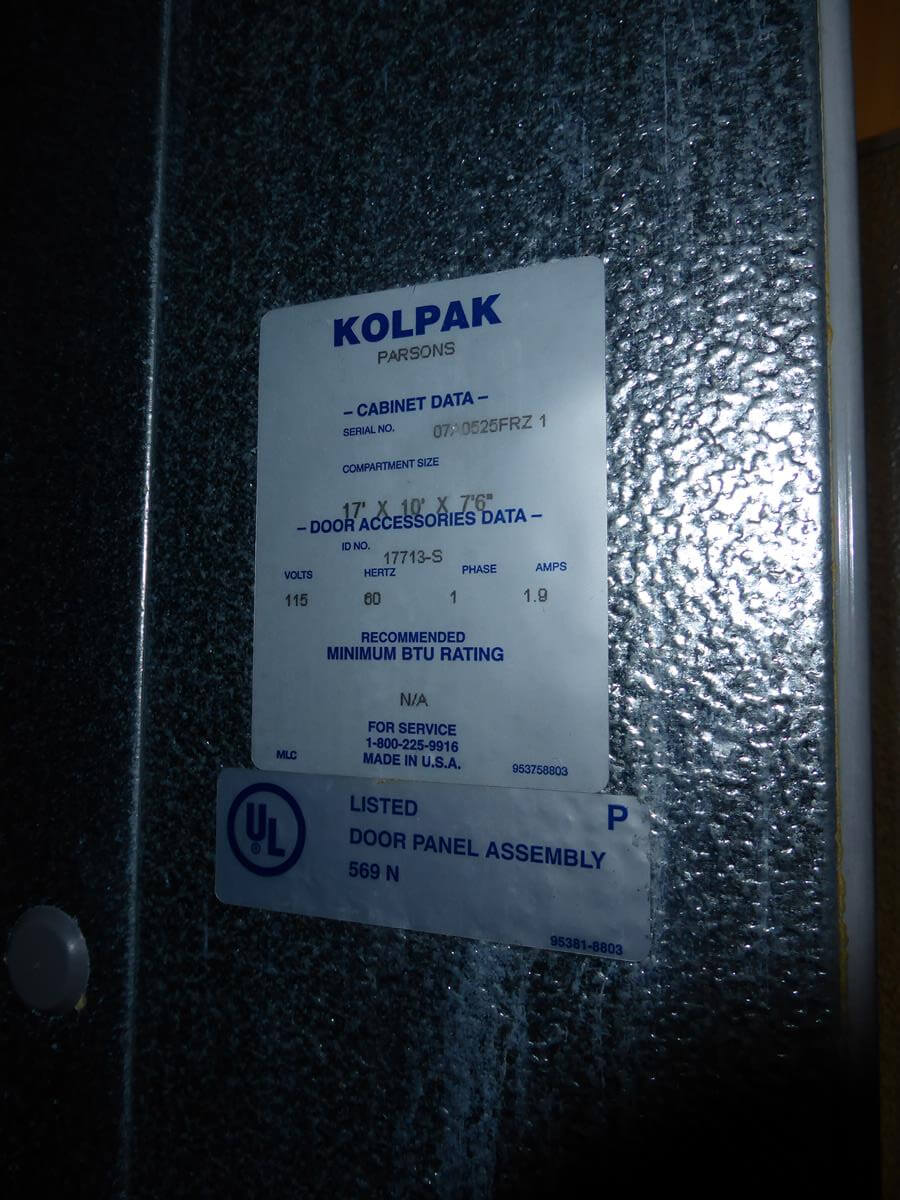 KOLPAK
PARSONS
– CABINET DATA –
SERIAL NO.
COMPARTMENT SIZE
17' X 10' X 7'6"
– DOOR ACCESSORIES DATA –
ID NO.
17713-S
VOLTS HERTZ PHASE AMPS
115 60 1 1.9
RECOMMENDED
MINIMUM BTU RATING
N/A
FOR SERVICE
1-800-225-9916
MLC MADE IN U.S.A. 953758803
UL ® LISTED P
DOOR PANEL ASSEMBLY
569 N
95381-8803